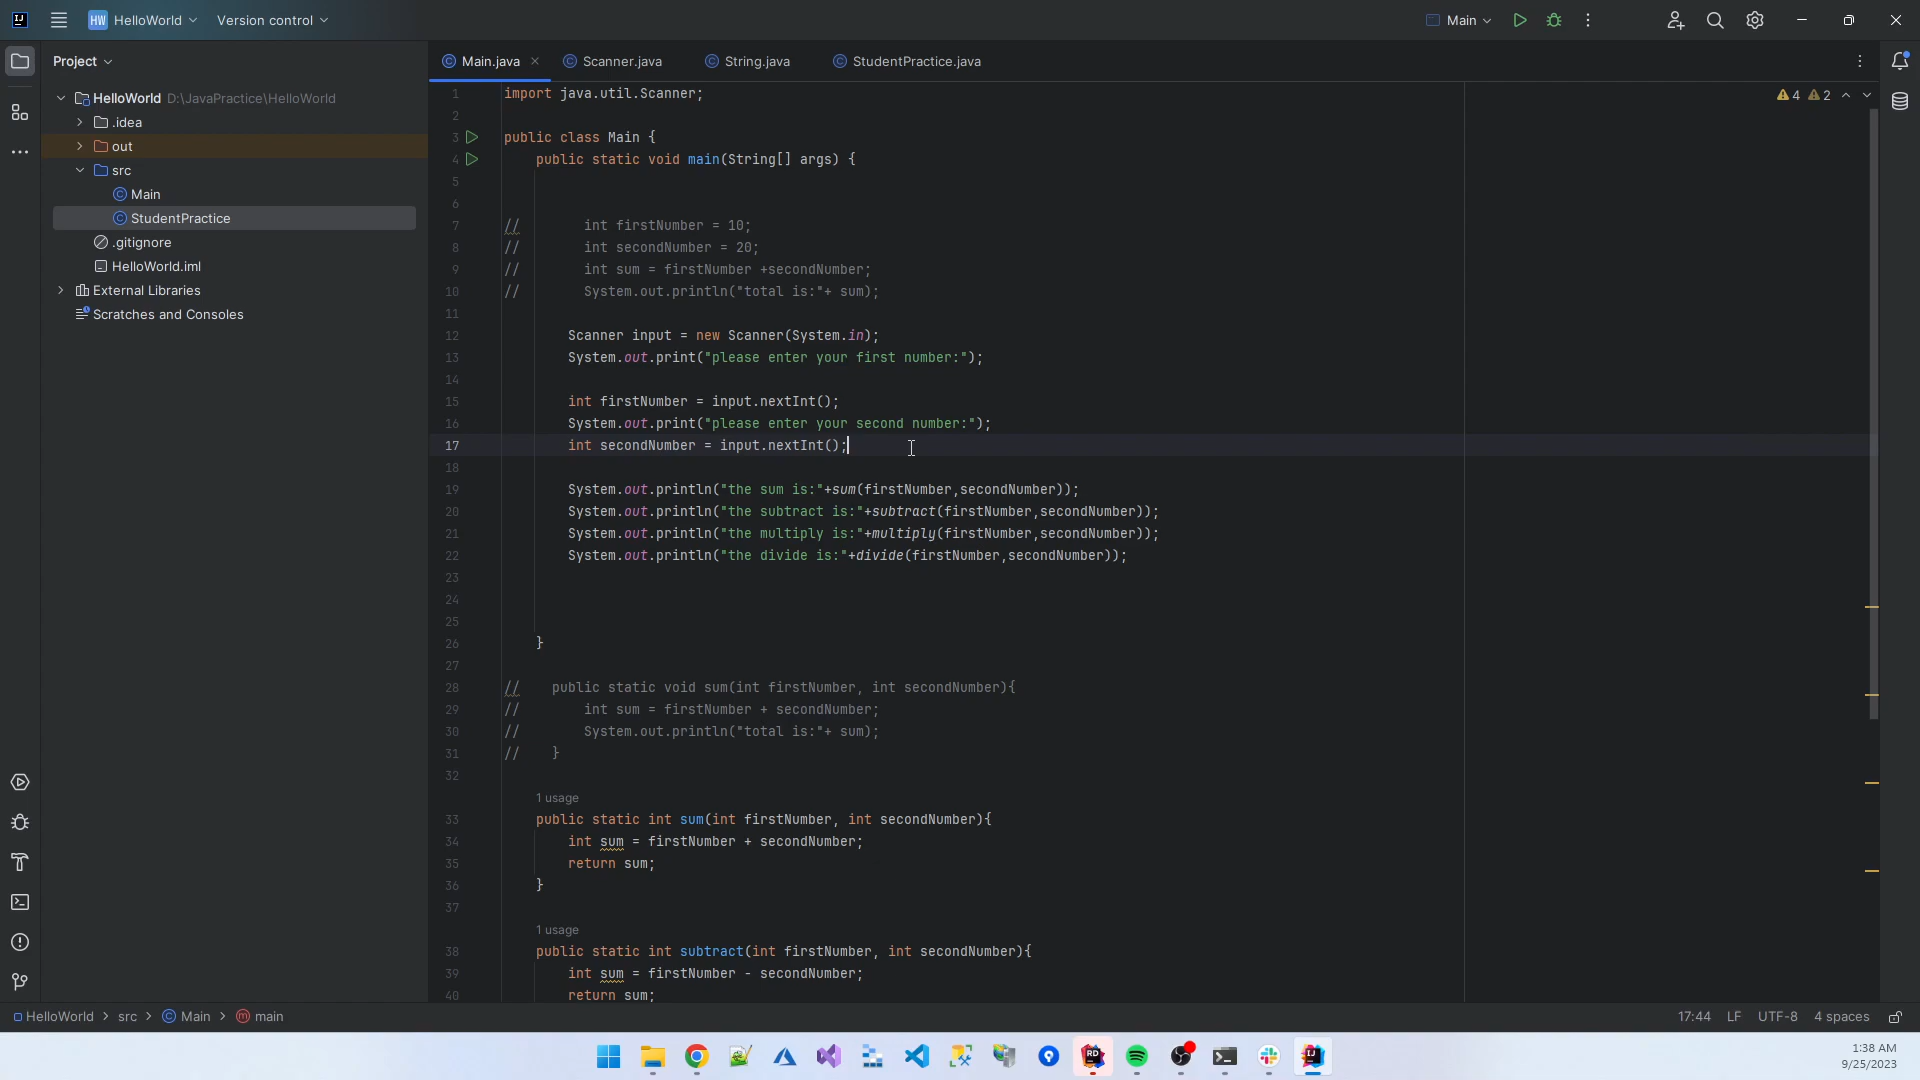 HW HelloWorld Version control Main
Project
Main.java Scanner.java String.java StudentPractice.java
HelloWorld D:\JavaPractice\HelloWorld
.idea
out
src
Main
StudentPractice
.gitignore
HelloWorld.iml
External Libraries
Scratches and Consoles
4 2
1 import java.util.Scanner;
2
3 public class Main {
4 public static void main(String[] args) {
5
6
7 // int firstNumber = 10;
8 // int secondNumber = 20;
9 // int sum = firstNumber +secondNumber;
10 // System.out.println("total is:"+ sum);
11
12 Scanner input = new Scanner(System.in);
13 System.out.print("please enter your first number:");
14
15 int firstNumber = input.nextInt();
16 System.out.print("please enter your second number:");
17 int secondNumber = input.nextInt();
18
19 System.out.println("the sum is:"+sum(firstNumber,secondNumber));
20 System.out.println("the subtract is:"+subtract(firstNumber,secondNumber));
21 System.out.println("the multiply is:"+multiply(firstNumber,secondNumber));
22 System.out.println("the divide is:"+divide(firstNumber,secondNumber));
23
24
25
26 }
27
28 // public static void sum(int firstNumber, int secondNumber){
29 // int sum = firstNumber + secondNumber;
30 // System.out.println("total is:"+ sum);
31 // }
32
1 usage
33 public static int sum(int firstNumber, int secondNumber){
34 int sum = firstNumber + secondNumber;
35 return sum;
36 }
37
1 usage
38 public static int subtract(int firstNumber, int secondNumber){
39 int sum = firstNumber - secondNumber;
40 return sum;
HelloWorld > src > Main > main 17:44 LF UTF-8 4 spaces
1:38 AM
9/25/2023